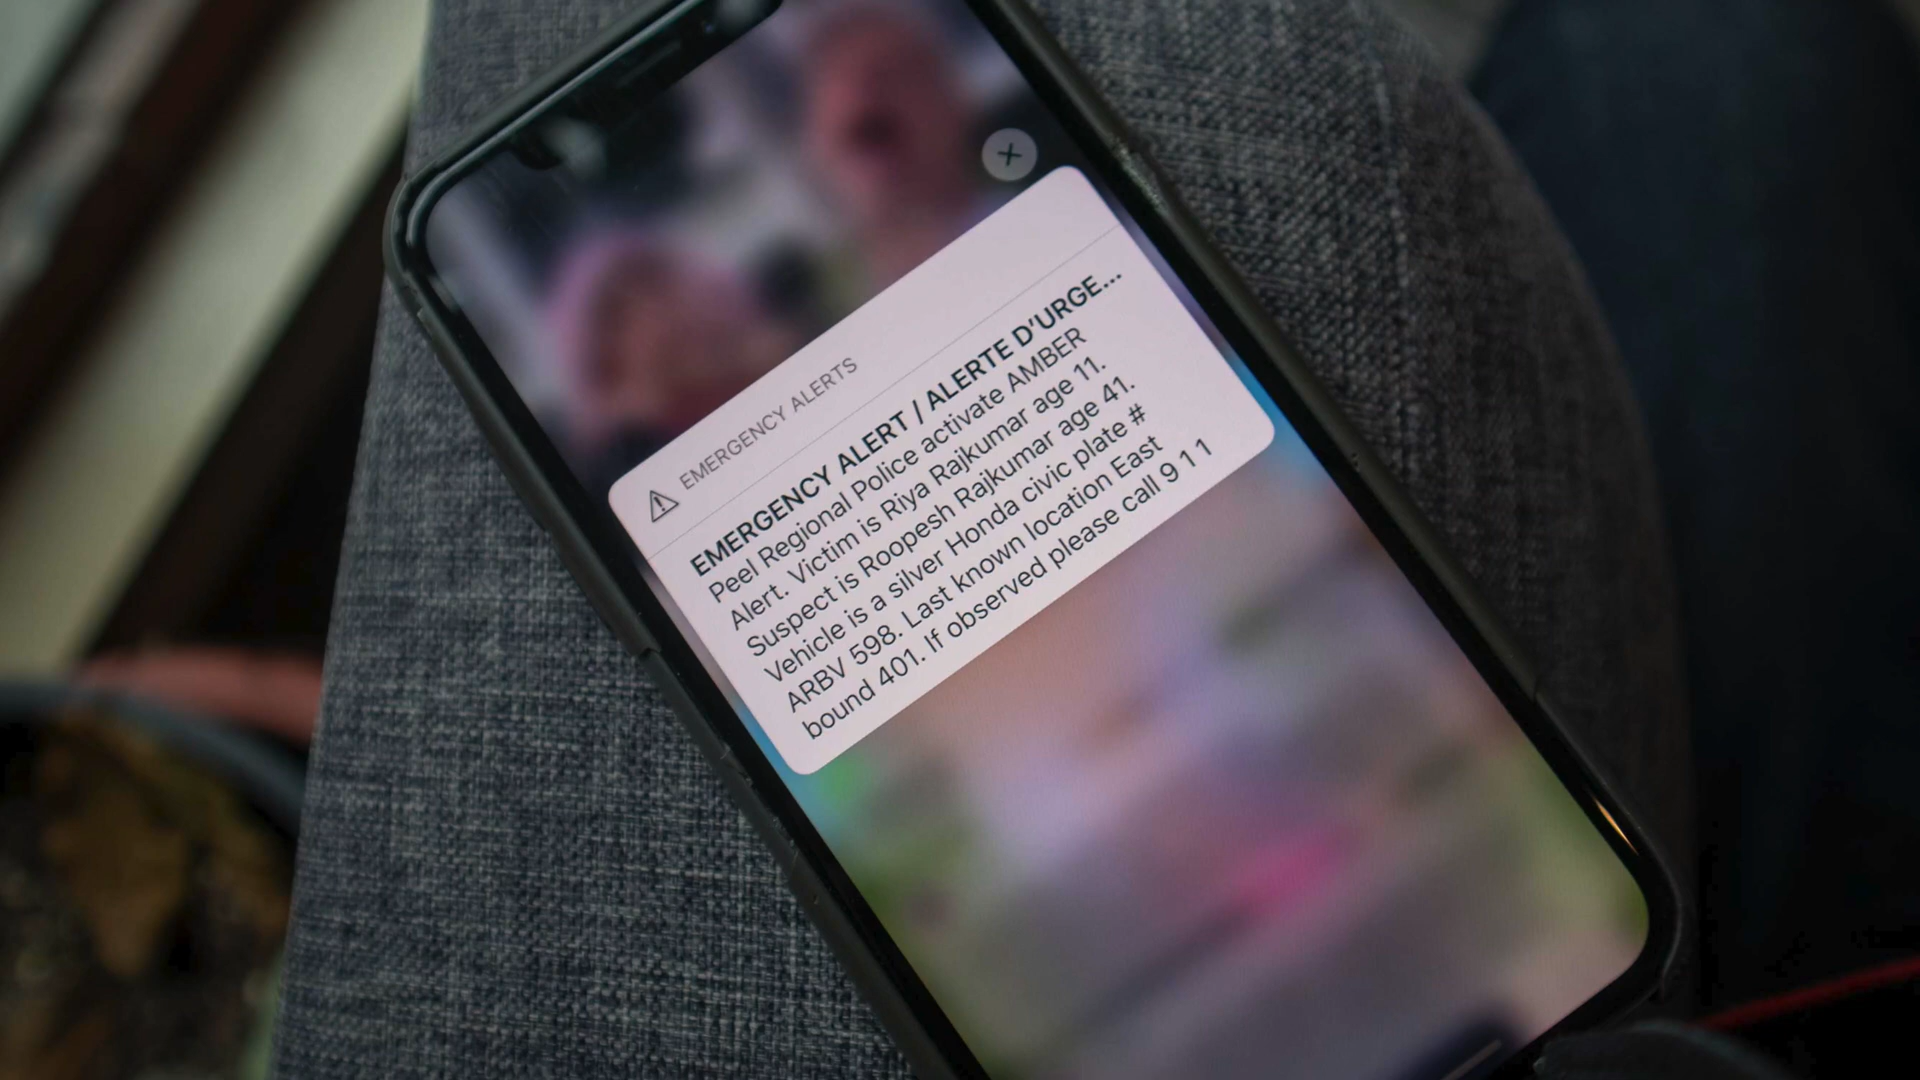 EMERGENCY ALERTS
EMERGENCY ALERT / ALERTE D'URGE...
Peel Regional Police activate AMBER
Alert. Victim is Riya Rajkumar age 11.
Suspect is Roopesh Rajkumar age 41.
Vehicle is a silver Honda civic plate #
ARBV 598. Last known location East
bound 401. If observed please call 9 1 1